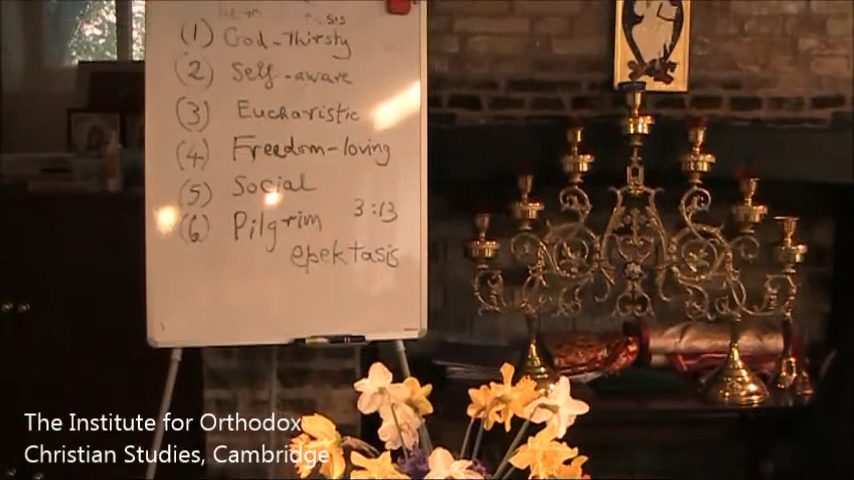 (1) God-Thirsty
(2) Self-aware
(3) Eucharistic
(4) Freedom-loving
(5) Social
(6) Pilgrim 3:13
epektasis
The Institute for Orthodox
Christian Studies, Cambridge